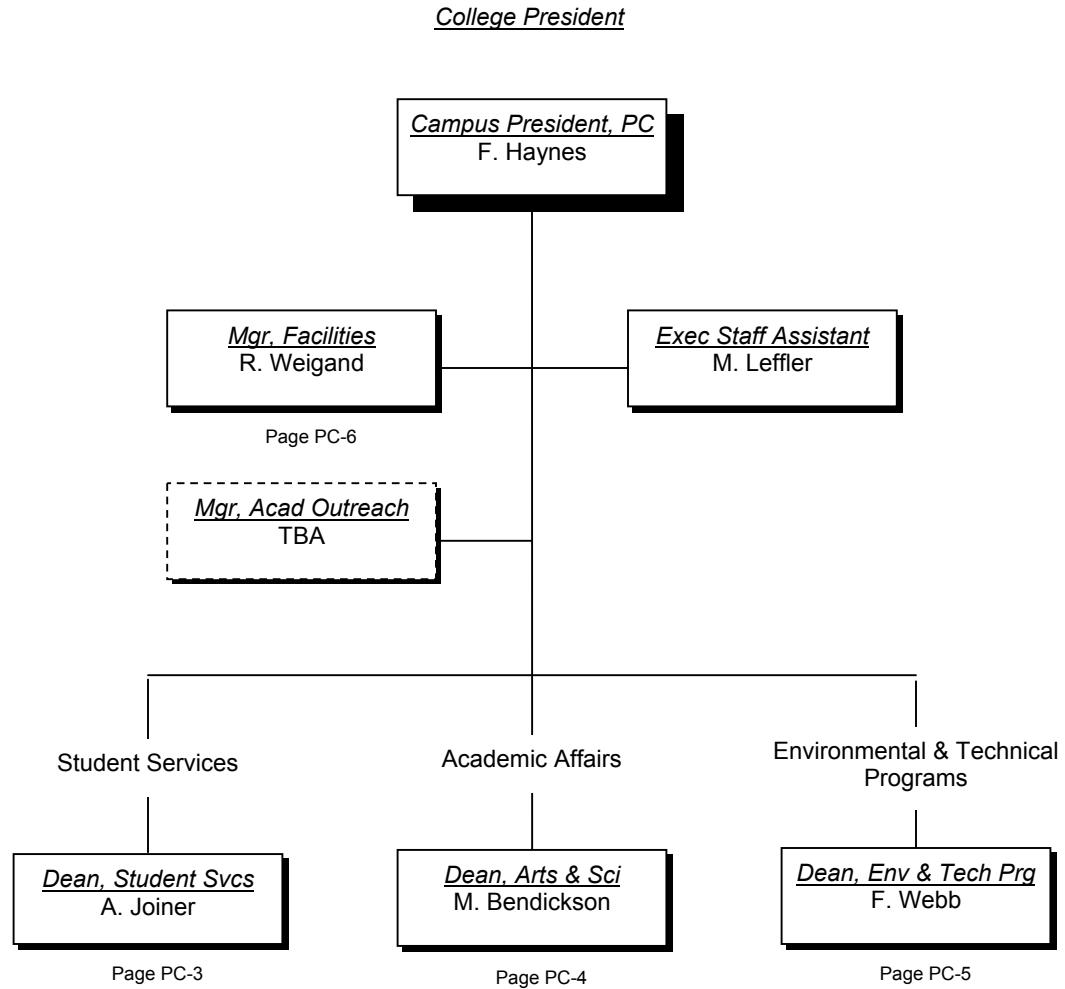 College President
Campus President, PC
F. Haynes
Mgr, Facilities
R. Weigand
Exec Staff Assistant
M. Leffler
Page PC-6
Mgr, Acad Outreach
TBA
Student Services
Academic Affairs
Environmental & Technical
Programs
Dean, Student Svcs
A. Joiner
Dean, Arts & Sci
M. Bendickson
Dean, Env & Tech Prg
F. Webb
Page PC-3
Page PC-4
Page PC-5